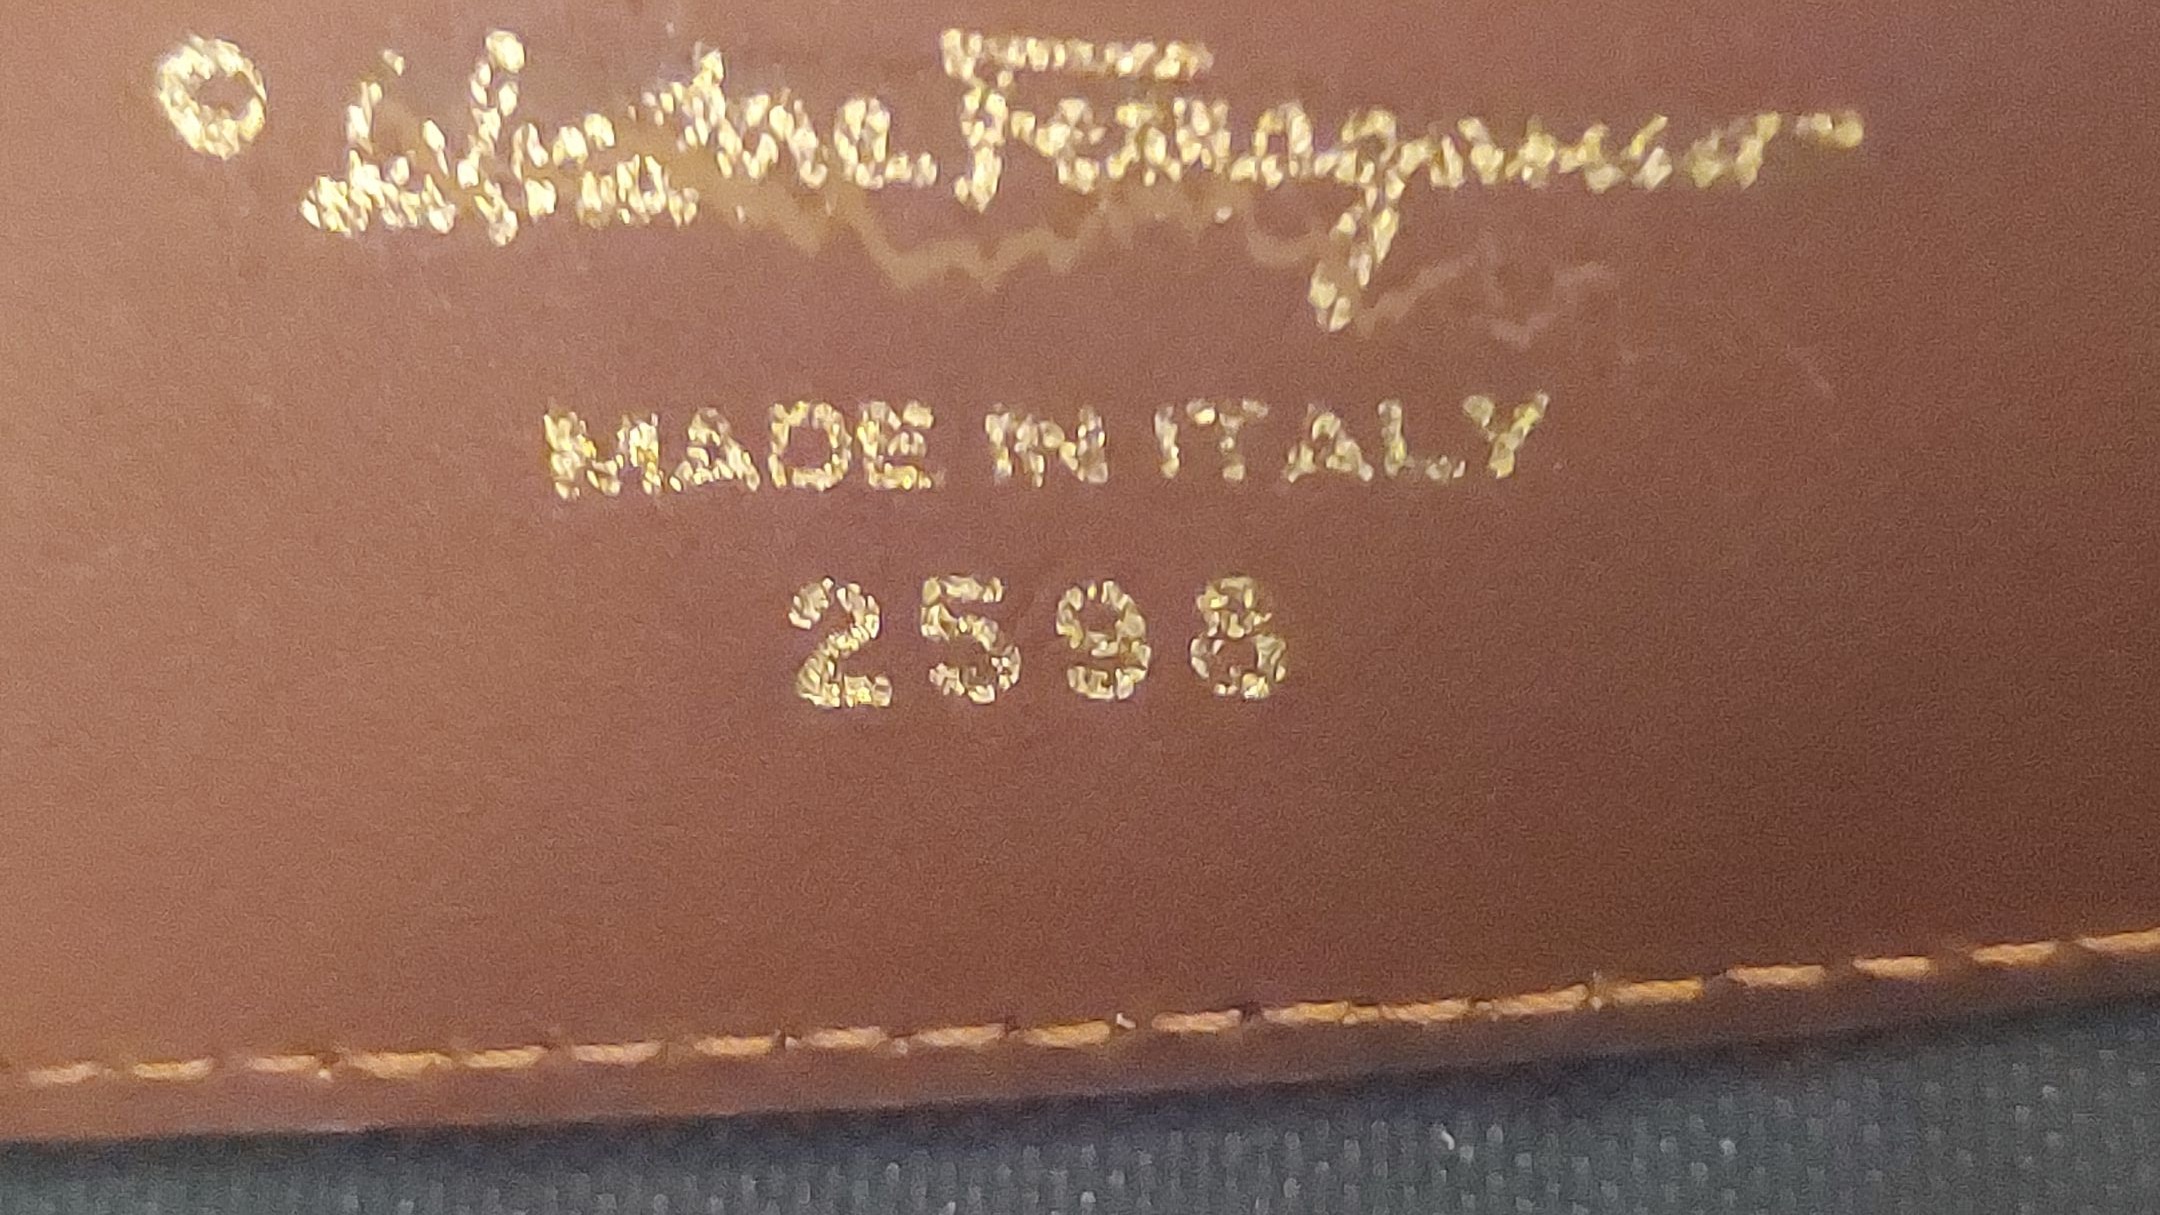 © Salvatore Ferragamo
MADE IN ITALY
2598